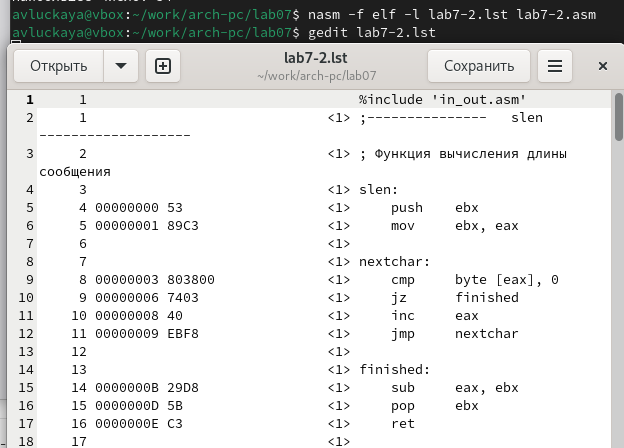 avluckaya@vbox:~/work/arch-pc/lab07$ nasm -f elf -l lab7-2.lst lab7-2.asm
avluckaya@vbox:~/work/arch-pc/lab07$ gedit lab7-2.lst
Открыть lab7-2.lst Сохранить
~/work/arch-pc/lab07
1 1 %include 'in_out.asm'
2 1 <1> ;--------------- slen
-------------------
3 2 <1> ; Функция вычисления длины
сообщения
4 3 <1> slen:
5 4 00000000 53 <1> push ebx
6 5 00000001 89C3 <1> mov ebx, eax
7 6 <1>
8 7 <1> nextchar:
9 8 00000003 803800 <1> cmp byte [eax], 0
10 9 00000006 7403 <1> jz finished
11 10 00000008 40 <1> inc eax
12 11 00000009 EBF8 <1> jmp nextchar
13 12 <1>
14 13 <1> finished:
15 14 0000000B 29D8 <1> sub eax, ebx
16 15 0000000D 5B <1> pop ebx
17 16 0000000E C3 <1> ret
18 17 <1>